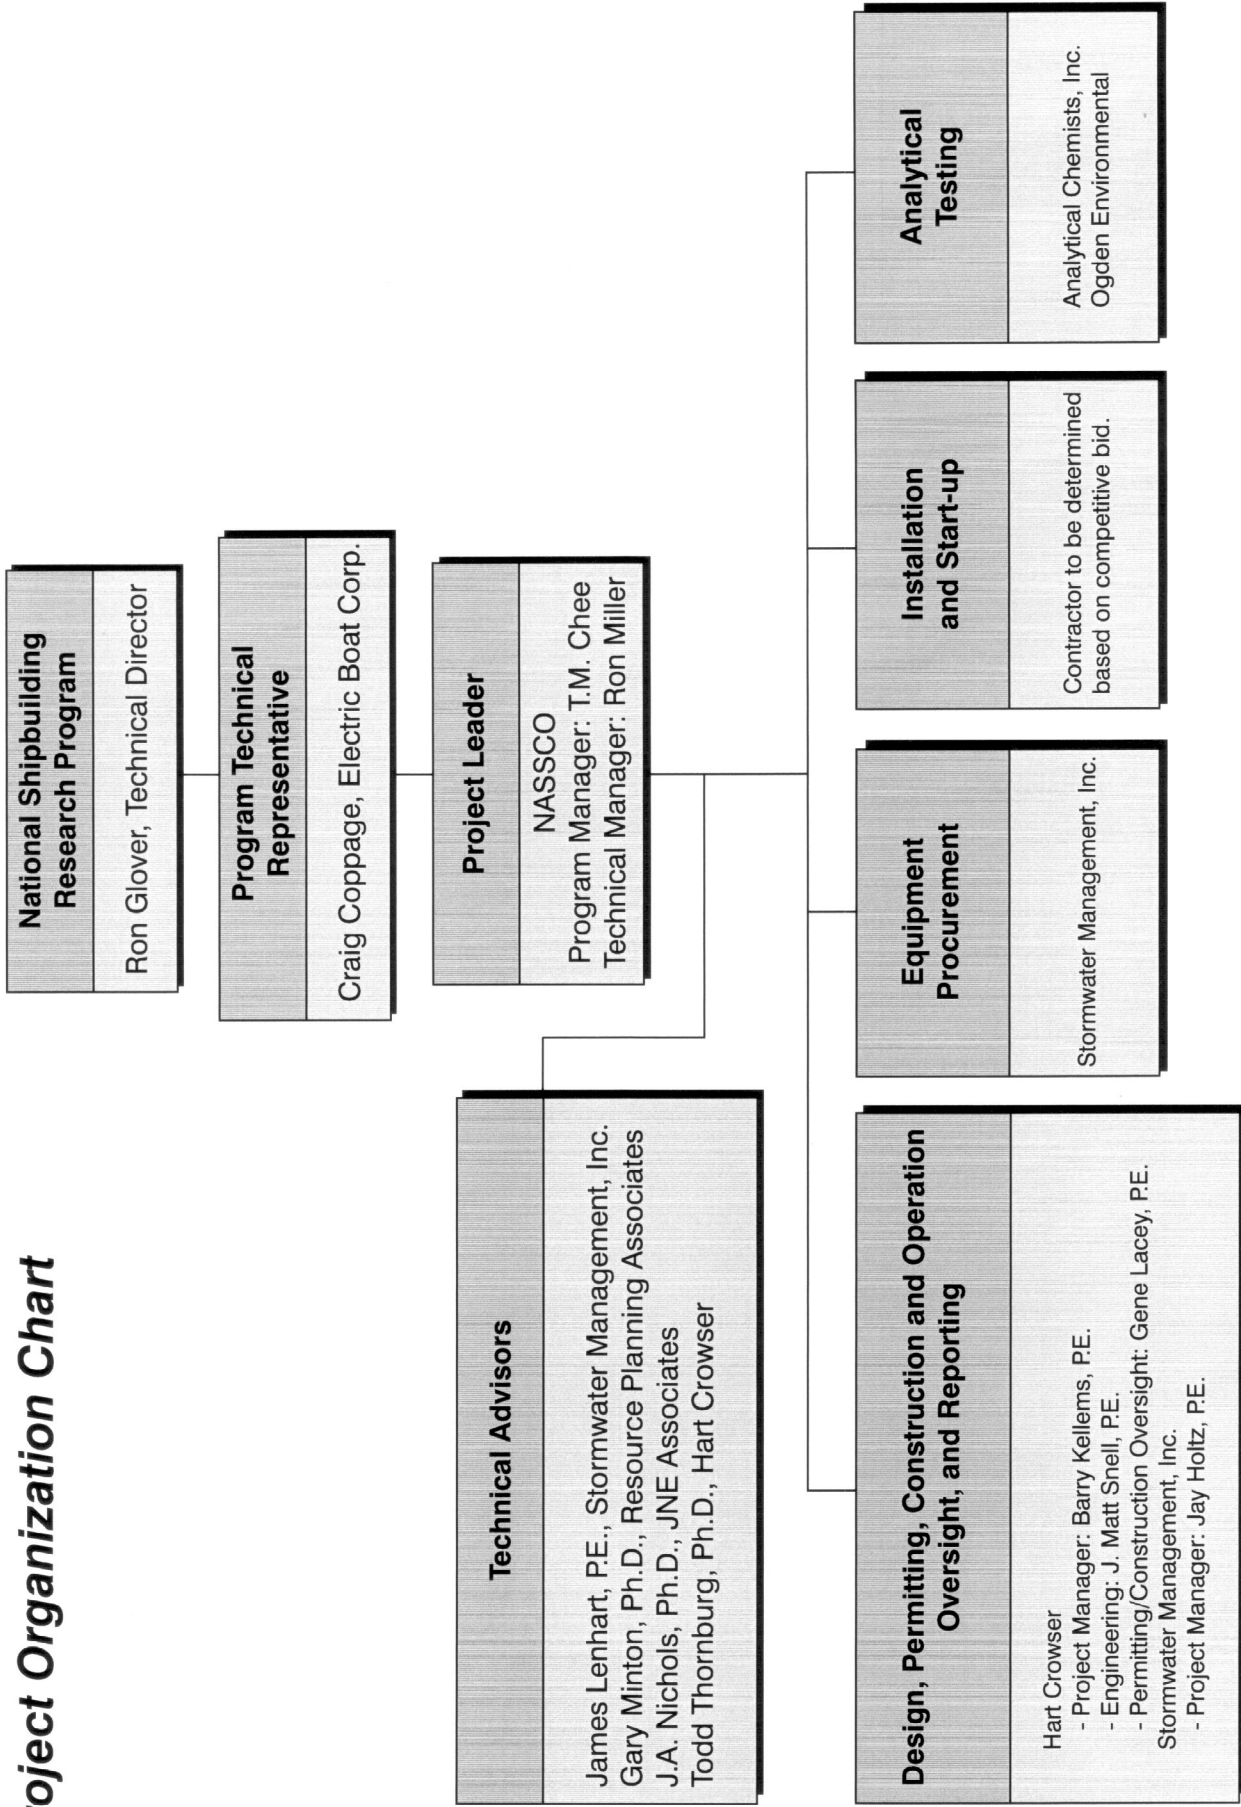 oject Organization Chart
National Shipbuilding
Research Program
Ron Glover, Technical Director
Program Technical
Representative
Craig Coppage, Electric Boat Corp.
Project Leader
NASSCO
Program Manager: T.M. Chee
Technical Manager: Ron Miller
Technical Advisors
James Lenhart, P.E., Stormwater Management, Inc.
Gary Minton, Ph.D., Resource Planning Associates
J.A. Nichols, Ph.D., JNE Associates
Todd Thornburg, Ph.D., Hart Crowser
Design, Permitting, Construction and Operation
Oversight, and Reporting
Hart Crowser
- Project Manager: Barry Kellems, P.E.
- Engineering: J. Matt Snell, P.E.
- Permitting/Construction Oversight: Gene Lacey, P.E.
Stormwater Management, Inc.
- Project Manager: Jay Holtz, P.E.
Equipment
Procurement
Stormwater Management, Inc.
Installation
and Start-up
Contractor to be determined
based on competitive bid.
Analytical
Testing
Analytical Chemists, Inc.
Ogden Environmental